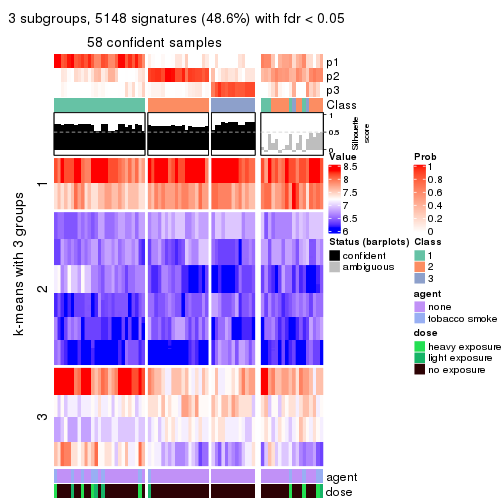 3 subgroups, 5148 signatures (48.6%) with fdr < 0.05
58 confident samples
p1
p2
p3
Class
1
0.5
0
Silhouette
score
k-means with 3 groups
1
2
3
Value
8.5
8
7.5
7
6.5
6
Prob
1
0.8
0.6
0.4
0.2
0
Status (barplots)
confident
ambiguous
Class
1
2
3
agent
none
tobacco smoke
dose
heavy exposure
light exposure
no exposure
agent
dose